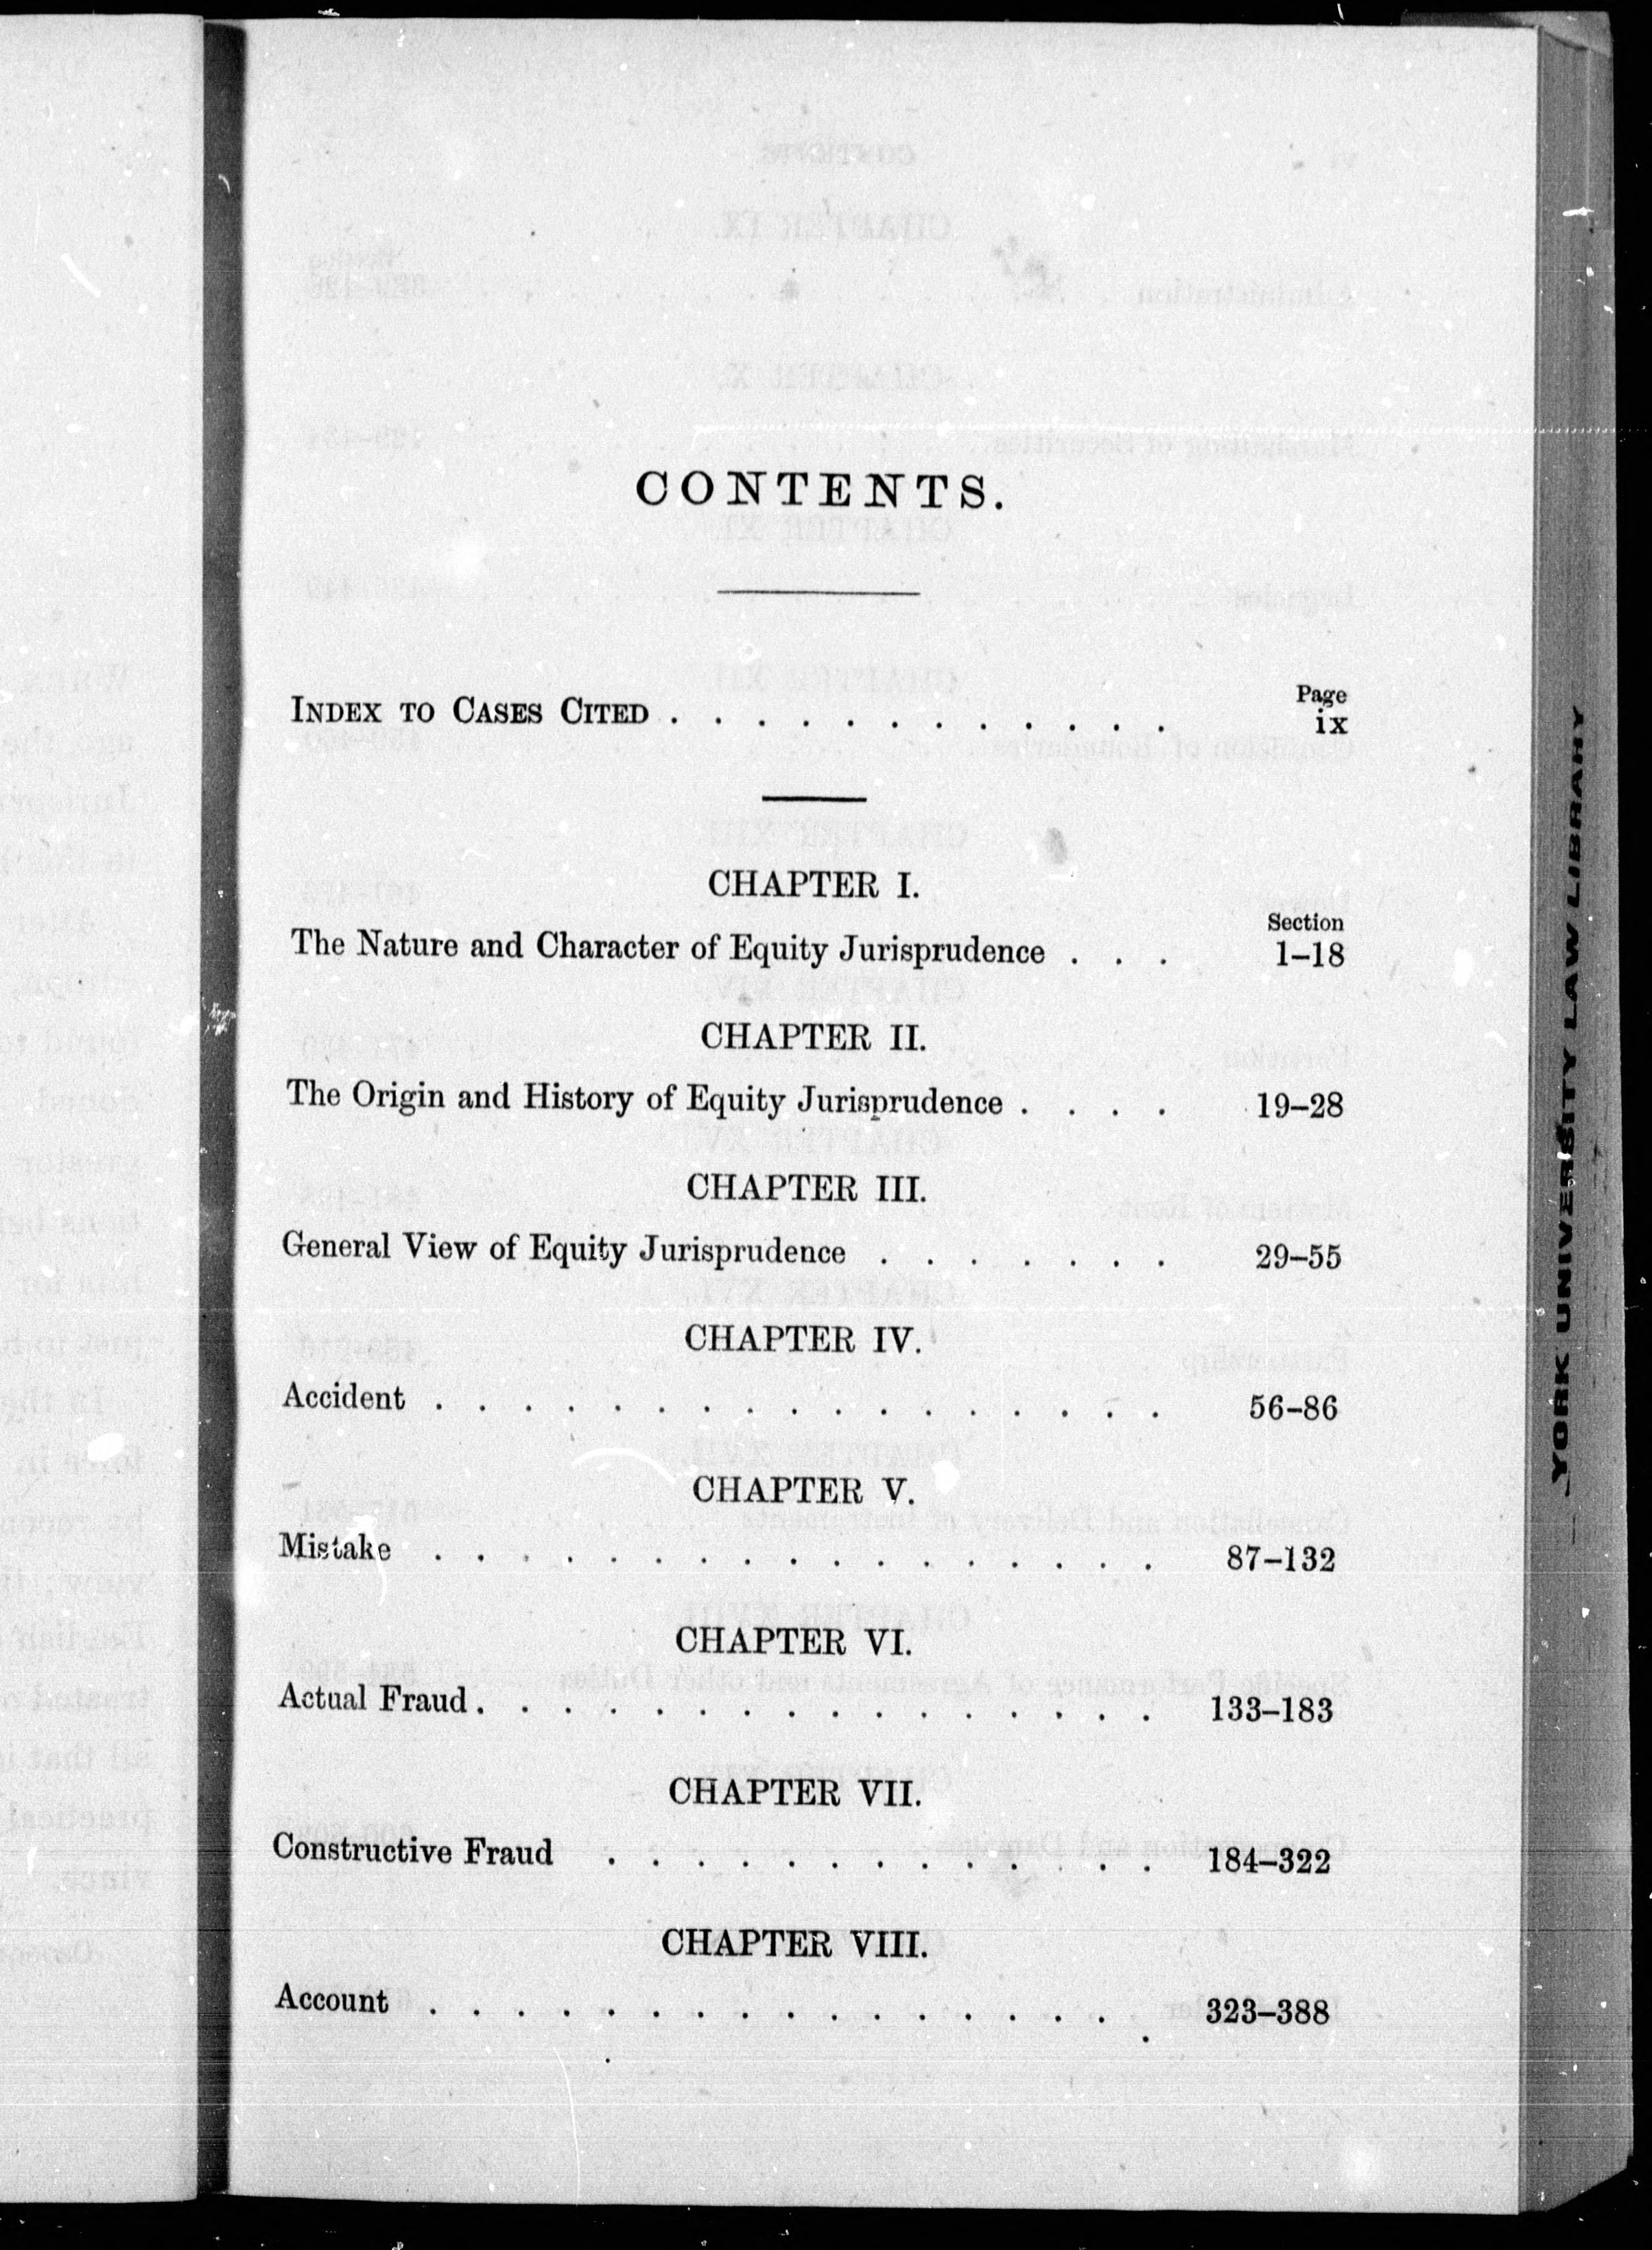 CONTENTS.
Page
INDEX TO CASES CITED . . . . . . . . . . . . ix
CHAPTER I.
Section
The Nature and Character of Equity Jurisprudence . . . 1–18
CHAPTER II.
The Origin and History of Equity Jurisprudence . . . . 19–28
CHAPTER III.
General View of Equity Jurisprudence . . . . . . . 29–55
CHAPTER IV.
Accident . . . . . . . . . . . . . . . . . 56–86
CHAPTER V.
Mistake . . . . . . . . . . . . . . . . . 87–132
CHAPTER VI.
Actual Fraud . . . . . . . . . . . . . . . . 133–183
CHAPTER VII.
Constructive Fraud . . . . . . . . . . . . . 184–322
CHAPTER VIII.
Account . . . . . . . . . . . . . . . . . 323–388
YORK UNIVERSITY LAW LIBRARY